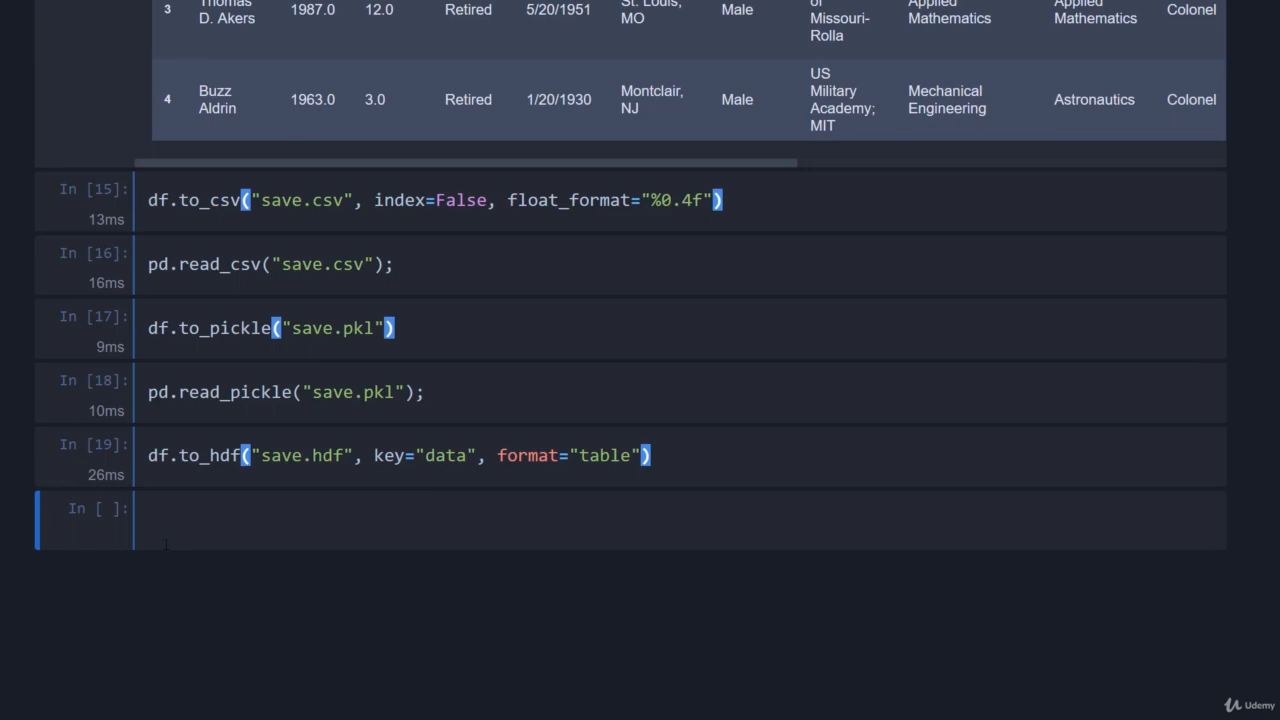 3 Thomas D. Akers 1987.0 12.0 Retired 5/20/1951 St. Louis, MO Male of Missouri-Rolla Applied Mathematics Applied Mathematics Colonel
4 Buzz Aldrin 1963.0 3.0 Retired 1/20/1930 Montclair, NJ Male US Military Academy; MIT Mechanical Engineering Astronautics Colonel
In [15]: df.to_csv("save.csv", index=False, float_format="%0.4f")
13ms
In [16]: pd.read_csv("save.csv");
16ms
In [17]: df.to_pickle("save.pkl")
9ms
In [18]: pd.read_pickle("save.pkl");
10ms
In [19]: df.to_hdf("save.hdf", key="data", format="table")
26ms
In [ ]:
Udemy